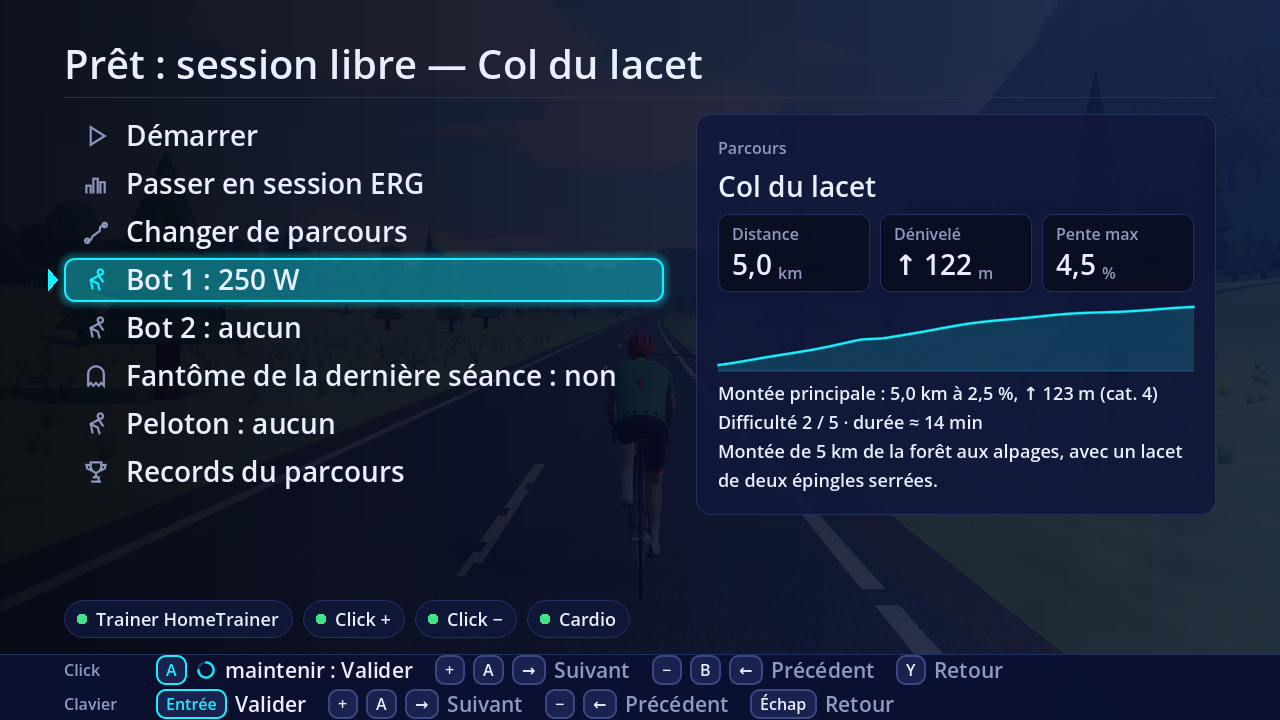 Prêt : session libre — Col du lacet
Démarrer
Passer en session ERG
Changer de parcours
Bot 1 : 250 W
Bot 2 : aucun
Fantôme de la dernière séance : non
Peloton : aucun
Records du parcours
Parcours
Col du lacet
Distance Dénivelé Pente max
5,0 km ↑ 122 m 4,5 %
Montée principale : 5,0 km à 2,5 %, ↑ 123 m (cat. 4)
Difficulté 2 / 5 · durée ≈ 14 min
Montée de 5 km de la forêt aux alpages, avec un lacet
de deux épingles serrées.
Trainer HomeTrainer Click + Click − Cardio
Click A maintenir : Valider + A → Suivant − B ← Précédent Y Retour
Clavier Entrée Valider + A → Suivant − ← Précédent Échap Retour